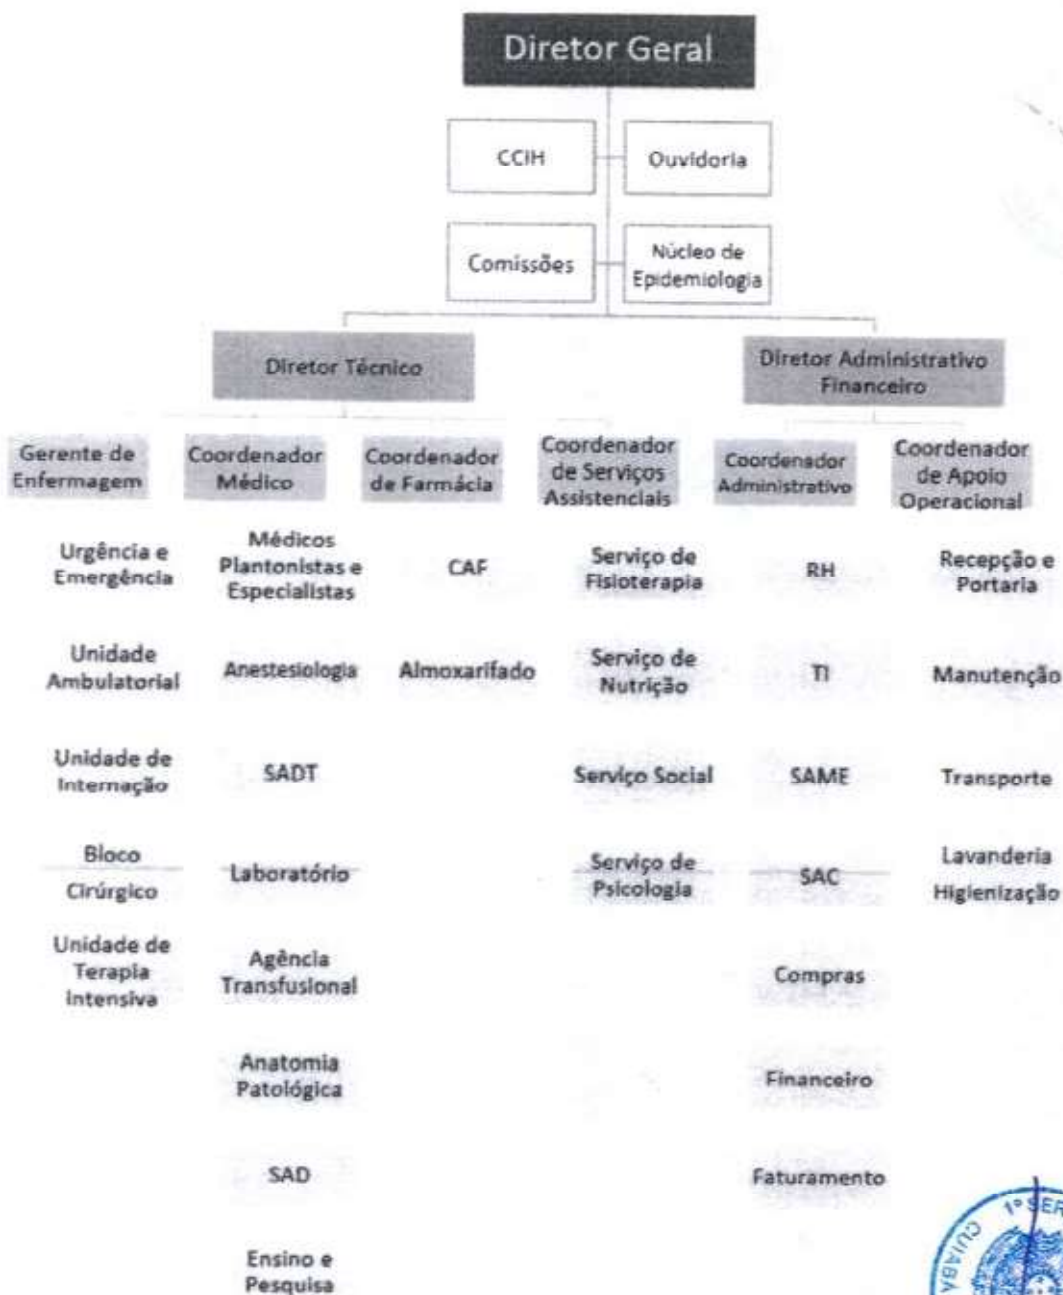 Diretor Geral
CCIH
Ouvidoria
Comissões
Núcleo de
Epidemiologia
Diretor Técnico
Diretor Administrativo
Financeiro
Gerente de
Enfermagem
Coordenador
Médico
Coordenador
de Farmácia
Coordenador
de Serviços
Assistenciais
Coordenador
Administrativo
Coordenador
de Apoio
Operacional
Urgência e
Emergência
Médicos
Plantonistas e
Especialistas
CAF
Serviço de
Fisioterapia
RH
Recepção e
Portaria
Unidade
Ambulatorial
Anestesiologia
Almoxarifado
Serviço de
Nutrição
TI
Manutenção
Unidade de
Internação
SADT
Serviço Social
SAME
Transporte
Bloco
Cirúrgico
Laboratório
Serviço de
Psicologia
SAC
Lavanderia
Higienização
Unidade de
Terapia
Intensiva
Agência
Transfusional
Compras
Anatomia
Patológica
Financeiro
SAD
Faturamento
Ensino e
Pesquisa
1º SER
CUIABA